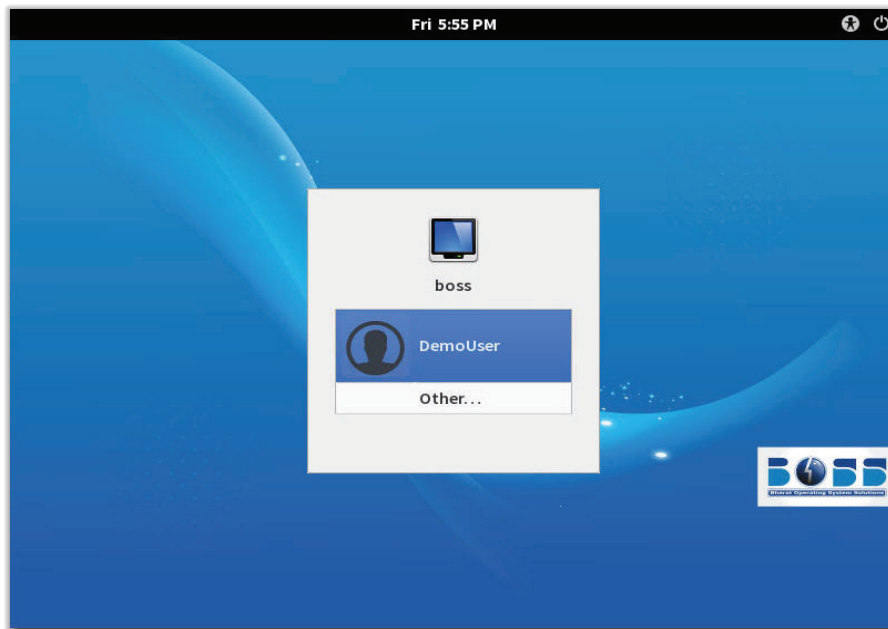 Fri 5:55 PM
boss
DemoUser
Other...
BOSS
Bharat Operating System Solutions